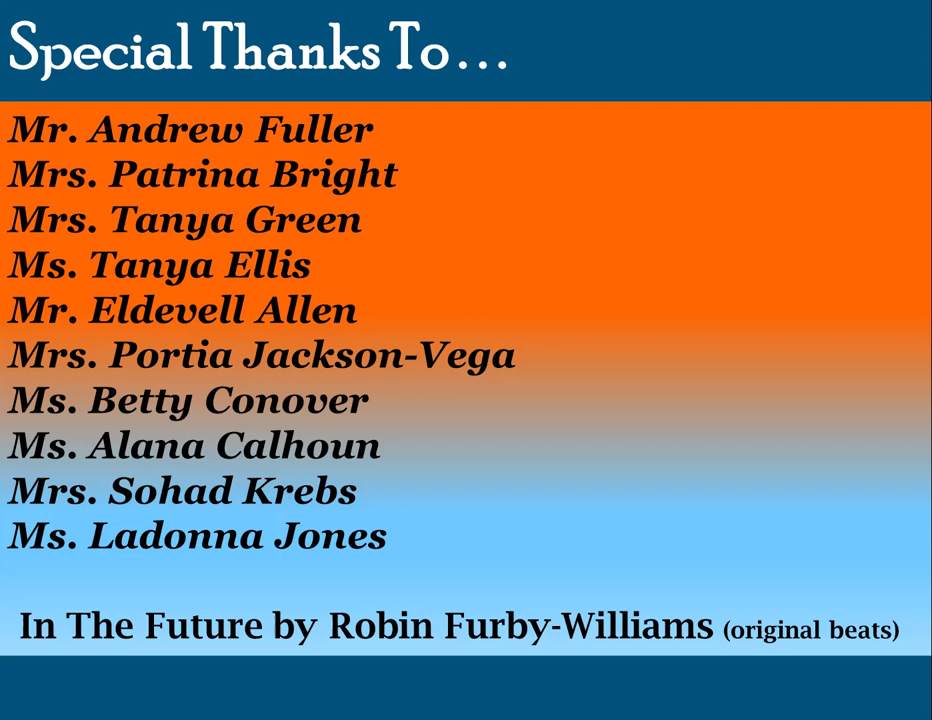 Special Thanks To...
Mr. Andrew Fuller
Mrs. Patrina Bright
Mrs. Tanya Green
Ms. Tanya Ellis
Mr. Eldevell Allen
Mrs. Portia Jackson-Vega
Ms. Betty Conover
Ms. Alana Calhoun
Mrs. Sohad Krebs
Ms. Ladonna Jones
In The Future by Robin Furby-Williams (original beats)